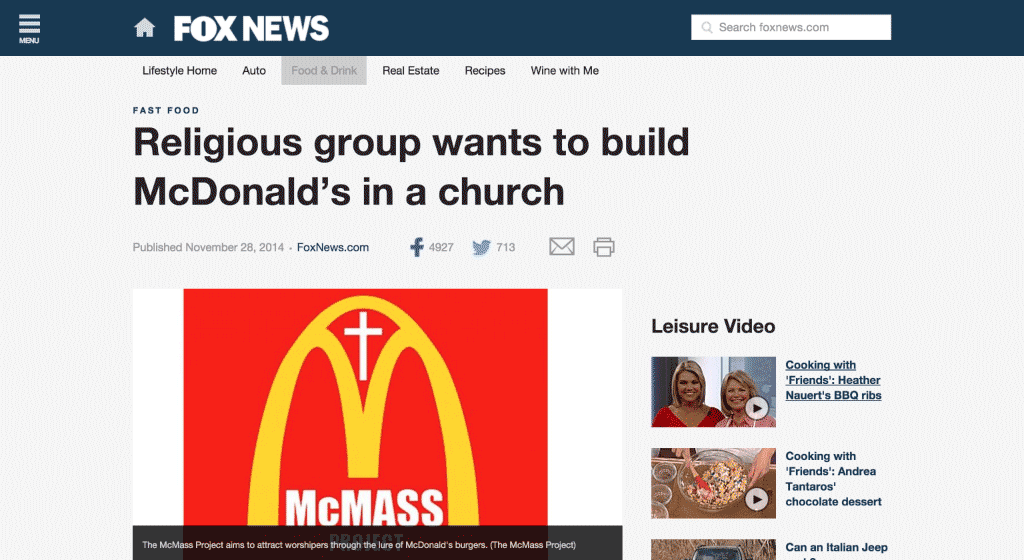 MENU
FOX NEWS
Search foxnews.com
Lifestyle Home Auto Food & Drink Real Estate Recipes Wine with Me
FAST FOOD
Religious group wants to build
McDonald's in a church
Published November 28, 2014 · FoxNews.com 4927 713
McMASS
PROJECT
The McMass Project aims to attract worshipers through the lure of McDonald's burgers. (The McMass Project)
Leisure Video
Cooking with
'Friends': Heather
Nauert's BBQ ribs
Cooking with
'Friends': Andrea
Tantaros'
chocolate dessert
Can an Italian Jeep